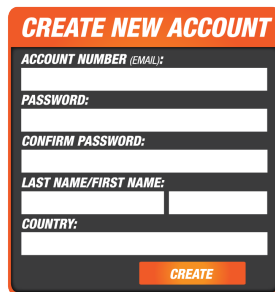 CREATE NEW ACCOUNT
ACCOUNT NUMBER (EMAIL):
PASSWORD:
CONFIRM PASSWORD:
LAST NAME/FIRST NAME:
COUNTRY:
CREATE